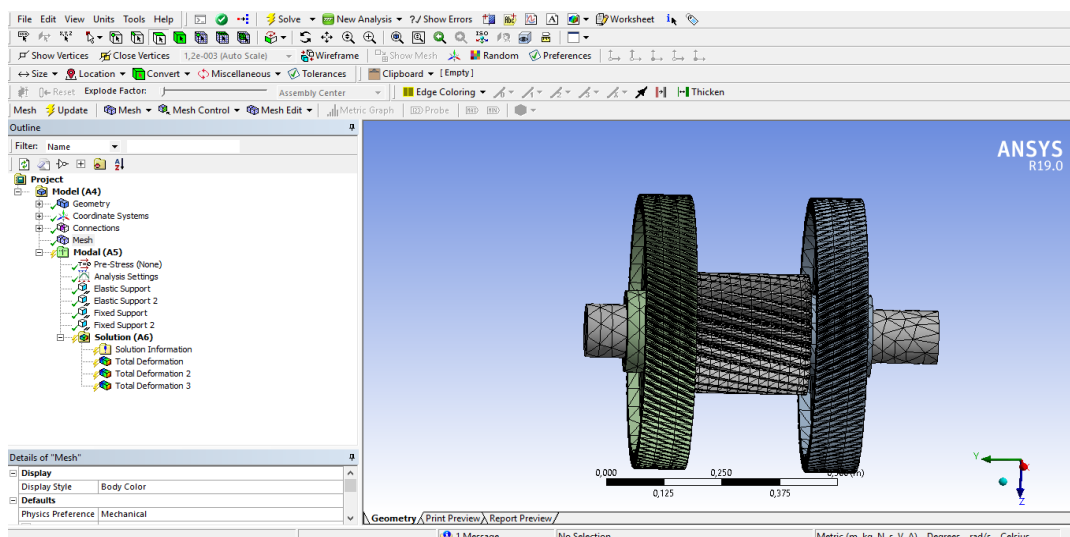 File Edit View Units Tools Help Solve New Analysis ?./ Show Errors A Worksheet
ISO
Show Vertices Close Vertices 1,2e-003 (Auto Scale) Wireframe Show Mesh Random Preferences
Size Location Convert Miscellaneous Tolerances Clipboard [Empty]
Reset Explode Factor: Assembly Center Edge Coloring Thicken
Mesh Update Mesh Mesh Control Mesh Edit Metric Graph Probe
Outline
Filter: Name
Project
Model (A4)
Geometry
Coordinate Systems
Connections
Mesh
Modal (A5)
Pre-Stress (None)
Analysis Settings
Elastic Support
Elastic Support 2
Fixed Support
Fixed Support 2
Solution (A6)
Solution Information
Total Deformation
Total Deformation 2
Total Deformation 3
Details of "Mesh"
Display
Display Style Body Color
Defaults
Physics Preference Mechanical
ANSYS
R19.0
0,000 0,250 (m)
0,125 0,375
Y
Z
Geometry Print Preview Report Preview
1 Message No Selection Metric (m, kg, N, s, V, A) Degrees rad/s Celsius